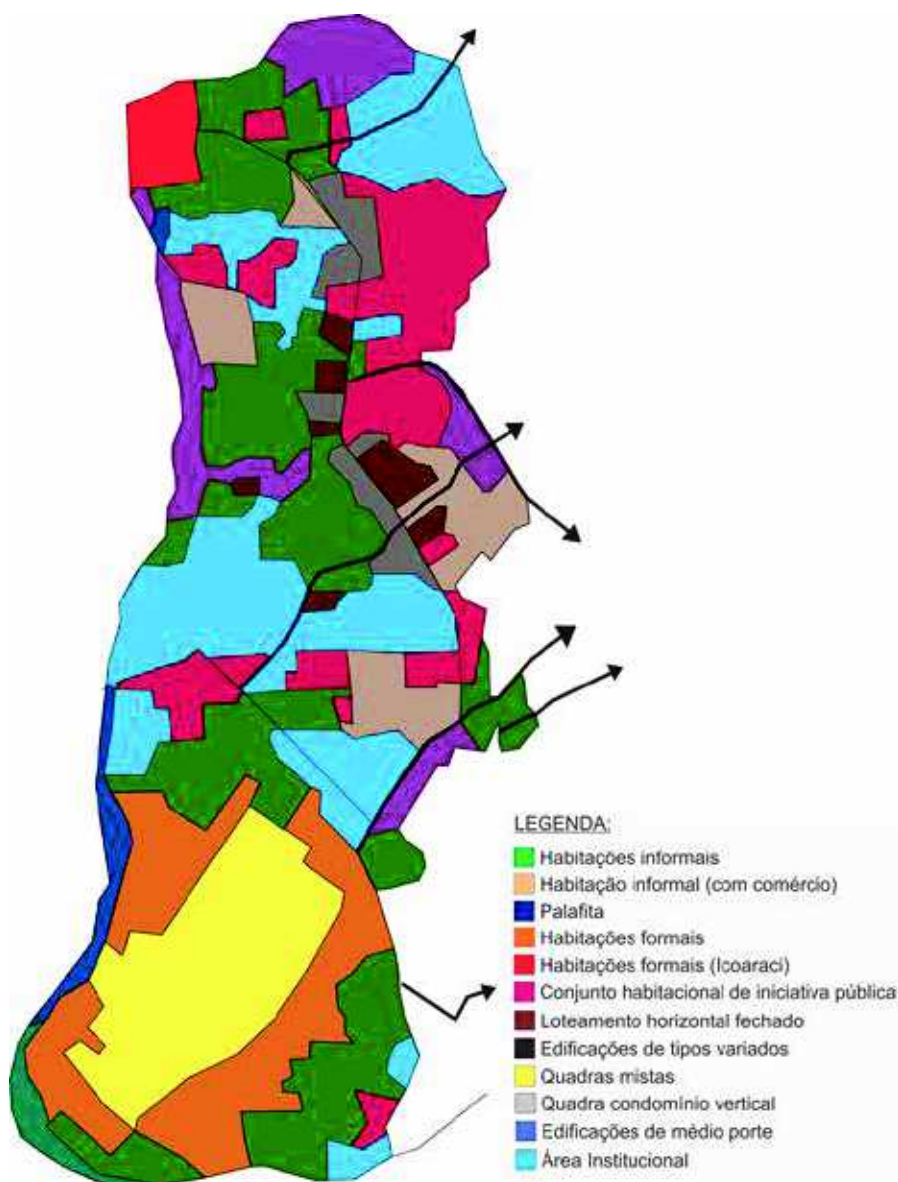 LEGENDA:
Habitações informais
Habitação informal (com comércio)
Palafita
Habitações formais
Habitações formais (Icoaraci)
Conjunto habitacional de iniciativa pública
Loteamento horizontal fechado
Edificações de tipos variados
Quadras mistas
Quadra condomínio vertical
Edificações de médio porte
Área Institucional